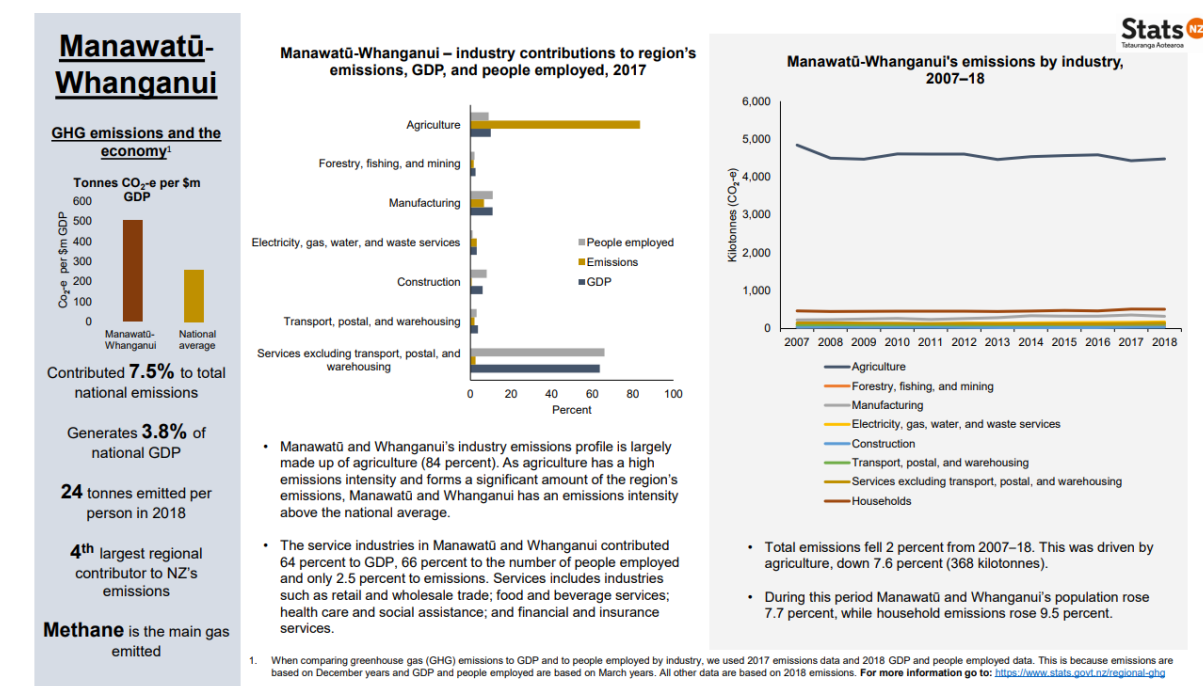 Manawatū-
Whanganui
GHG emissions and the
economy1
Tonnes CO2-e per $m
GDP
Co2-e per $m GDP
600
500
400
300
200
100
0
Manawatū-
Whanganui
National
average
Contributed 7.5% to total
national emissions
Generates 3.8% of
national GDP
24 tonnes emitted per
person in 2018
4th largest regional
contributor to NZ's
emissions
Methane is the main gas
emitted
Manawatū-Whanganui – industry contributions to region's
emissions, GDP, and people employed, 2017
Agriculture
Forestry, fishing, and mining
Manufacturing
Electricity, gas, water, and waste services
Construction
Transport, postal, and warehousing
Services excluding transport, postal, and
warehousing
People employed
Emissions
GDP
0 20 40 60 80 100
Percent
• Manawatū and Whanganui's industry emissions profile is largely
made up of agriculture (84 percent). As agriculture has a high
emissions intensity and forms a significant amount of the region's
emissions, Manawatū and Whanganui has an emissions intensity
above the national average.
• The service industries in Manawatū and Whanganui contributed
64 percent to GDP, 66 percent to the number of people employed
and only 2.5 percent to emissions. Services includes industries
such as retail and wholesale trade; food and beverage services;
health care and social assistance; and financial and insurance
services.
Stats NZ
Tatauranga Aotearoa
Manawatū-Whanganui's emissions by industry,
2007–18
Kilotonnes (CO2-e)
6,000
5,000
4,000
3,000
2,000
1,000
0
2007 2008 2009 2010 2011 2012 2013 2014 2015 2016 2017 2018
Agriculture
Forestry, fishing, and mining
Manufacturing
Electricity, gas, water, and waste services
Construction
Transport, postal, and warehousing
Services excluding transport, postal, and warehousing
Households
• Total emissions fell 2 percent from 2007–18. This was driven by
agriculture, down 7.6 percent (368 kilotonnes).
• During this period Manawatū and Whanganui's population rose
7.7 percent, while household emissions rose 9.5 percent.
1. When comparing greenhouse gas (GHG) emissions to GDP and to people employed by industry, we used 2017 emissions data and 2018 GDP and people employed data. This is because emissions are
based on December years and GDP and people employed are based on March years. All other data are based on 2018 emissions. For more information go to: https://www.stats.govt.nz/regional-ghg